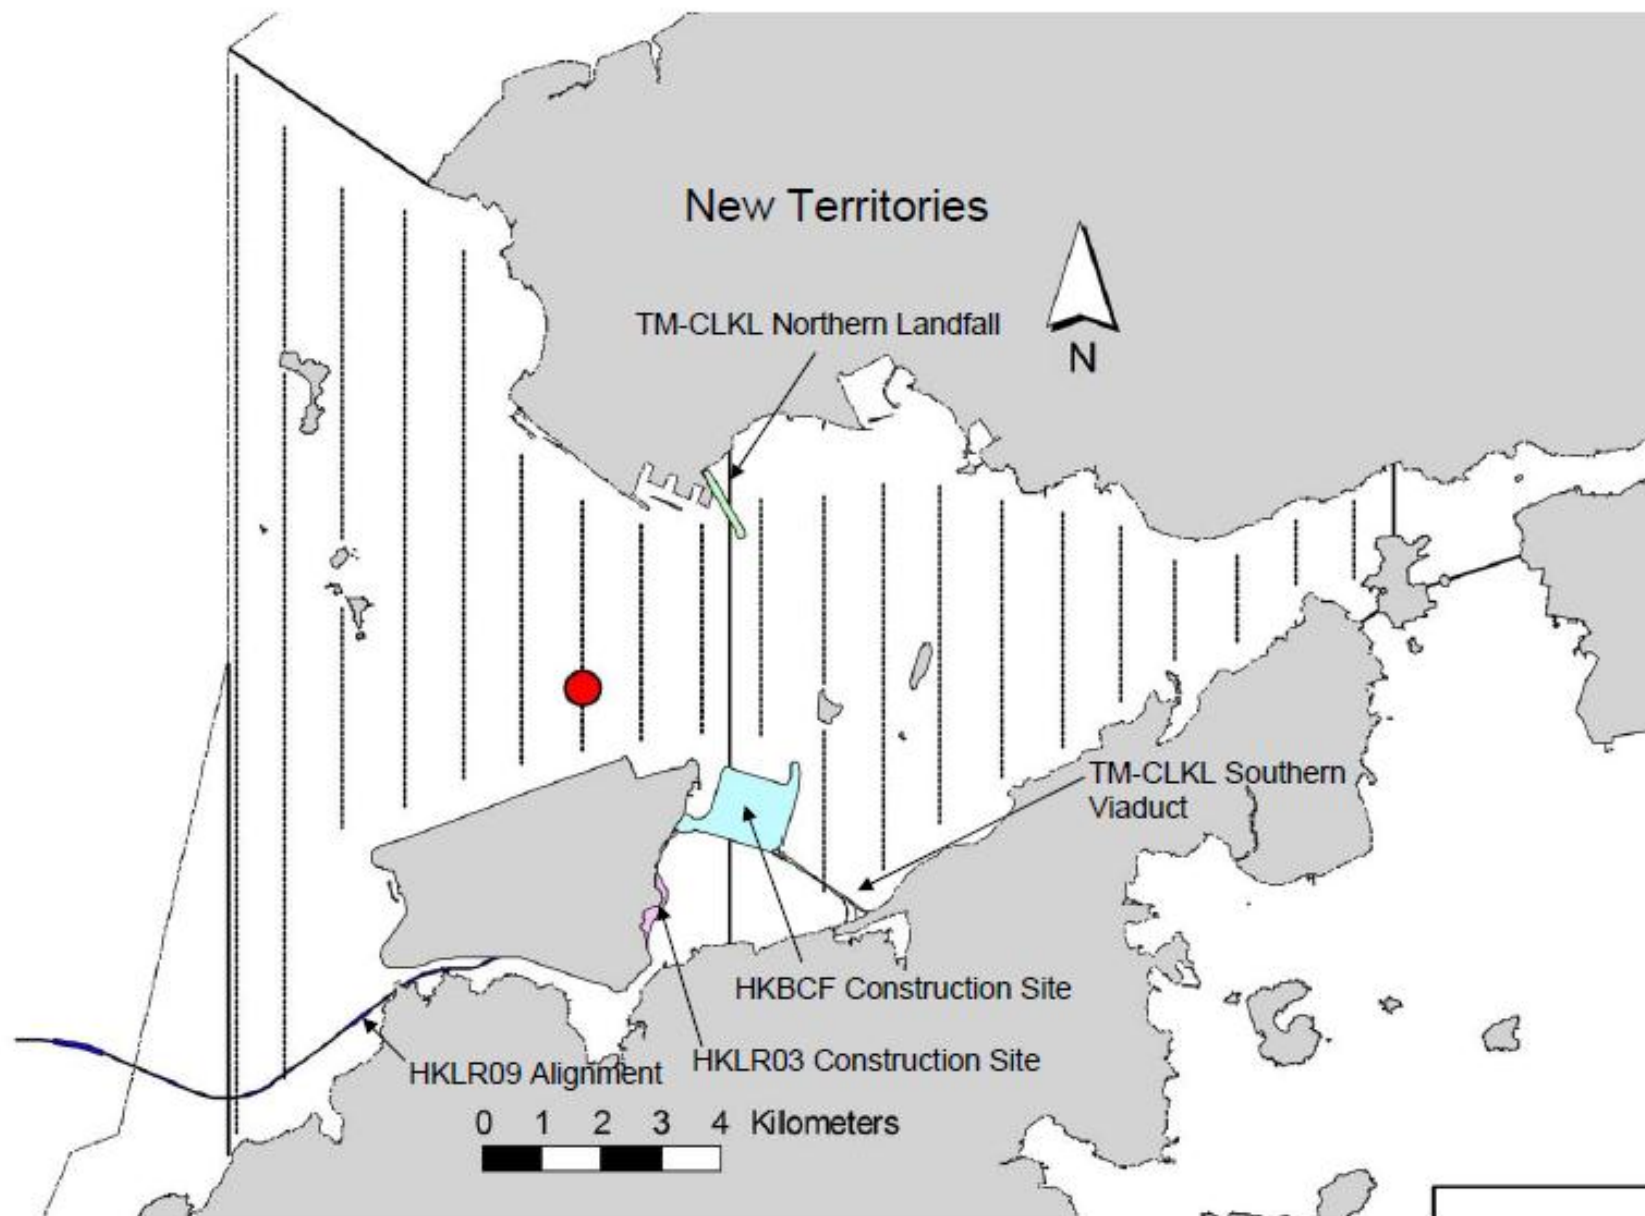 New Territories
TM-CLKL Northern Landfall
N
TM-CLKL Southern
Viaduct
HKBCF Construction Site
HKLR03 Construction Site
HKLR09 Alignment
0 1 2 3 4 Kilometers